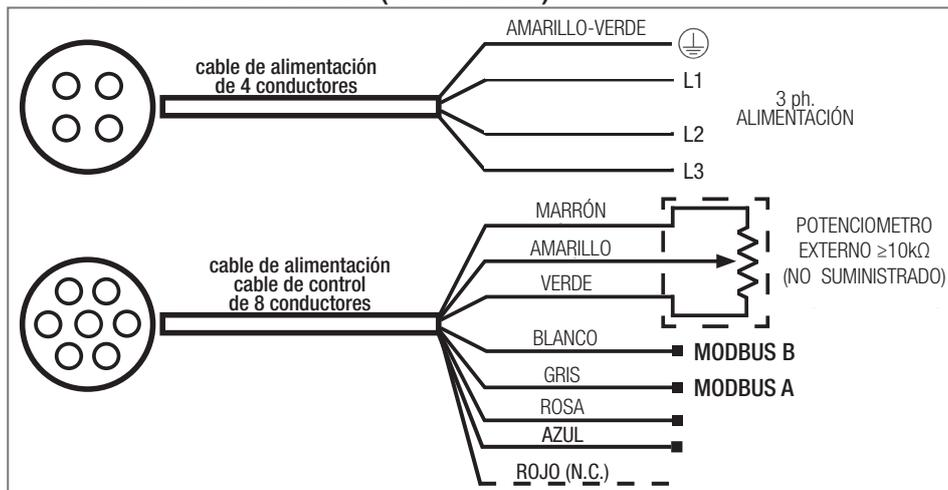 AMARILLO-VERDE
cable de alimentación
de 4 conductores
L1
3 ph.
ALIMENTACIÓN
L2
L3
MARRÓN
POTENCIOMETRO
EXTERNO ≥10kΩ
(NO SUMINISTRADO)
AMARILLO
cable de alimentación
cable de control
de 8 conductores
VERDE
BLANCO
MODBUS B
GRIS
MODBUS A
ROSA
AZUL
ROJO (N.C.)